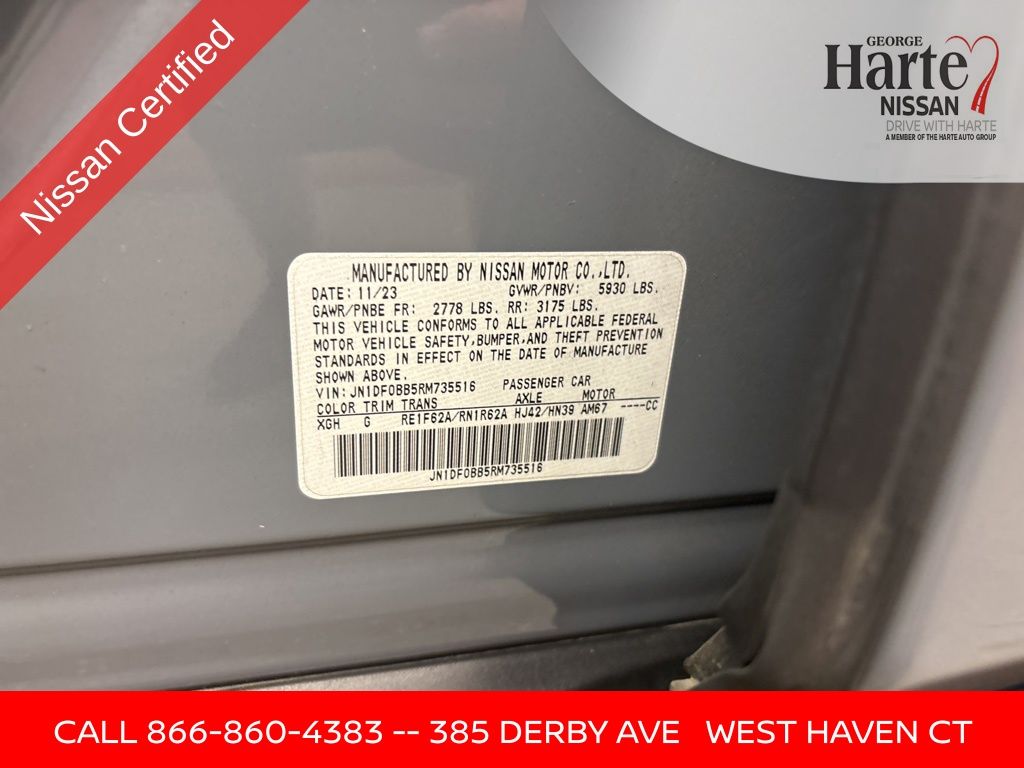 Nissan Certified
GEORGE
Harte
NISSAN
DRIVE WITH HARTE
A MEMBER OF THE HARTE AUTO GROUP
MANUFACTURED BY NISSAN MOTOR CO.,LTD.
DATE: 11/23 GVWR/PNBV: 5930 LBS.
GAWR/PNBE FR: 2778 LBS. RR: 3175 LBS.
THIS VEHICLE CONFORMS TO ALL APPLICABLE FEDERAL
MOTOR VEHICLE SAFETY,BUMPER,AND THEFT PREVENTION
STANDARDS IN EFFECT ON THE DATE OF MANUFACTURE
SHOWN ABOVE.
VIN:JN1DF0BB5RM735516 PASSENGER CAR
COLOR TRIM TRANS AXLE MOTOR
XGH G RE1F62A/RN1R62A HJ42/HN39 AM67 ----CC
JN1DF0BB5RM735516
CALL 866-860-4383 -- 385 DERBY AVE WEST HAVEN CT